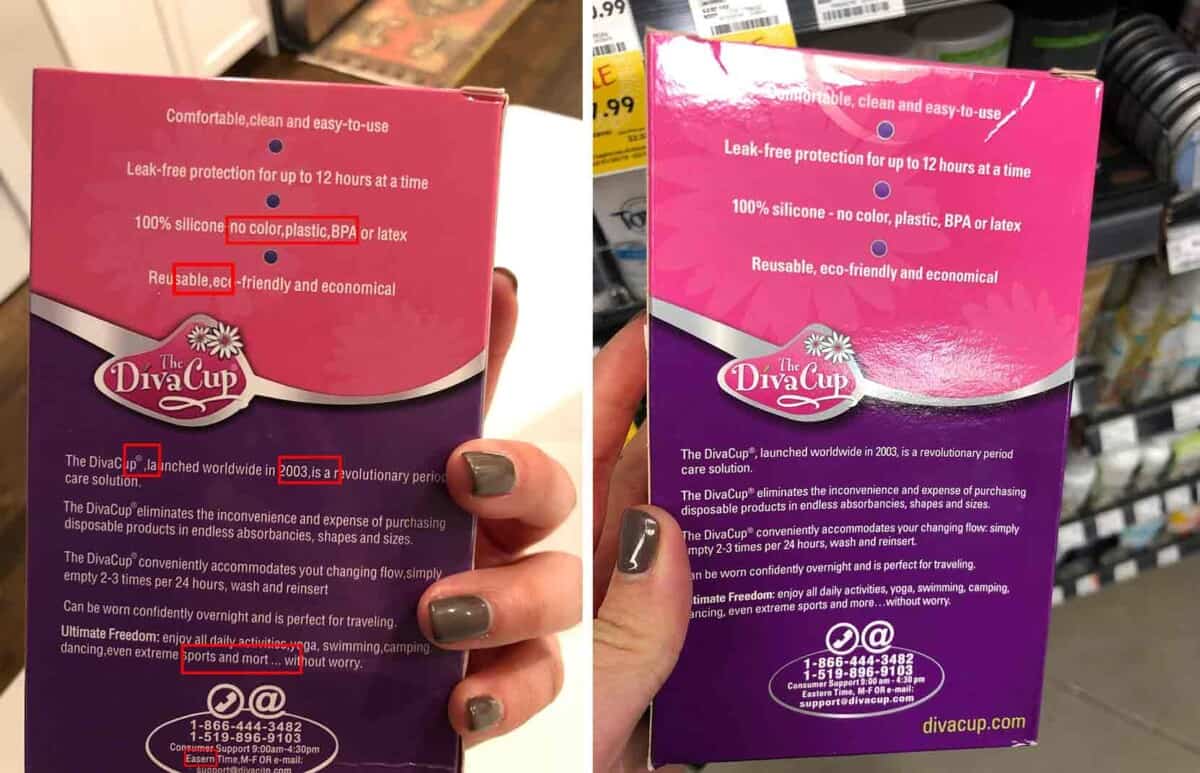 Comfortable,clean and easy-to-use
Leak-free protection for up to 12 hours at a time
100% silicone-no color,plastic,BPA or latex
Reusable,eco-friendly and economical
The
DivaCup®
The DivaCup®,launched worldwide in 2003,is a revolutionary period
care solution.
The DivaCup®eliminates the inconvenience and expense of purchasing
disposable products in endless absorbancies, shapes and sizes.
The DivaCup®conveniently accommodates yout changing flow,simply
empty 2-3 times per 24 hours, wash and reinsert
Can be worn confidently overnight and is perfect for traveling.
Ultimate Freedom: enjoy all daily activities,yoga, swimming,camping
dancing,even extreme sports and mort ... without worry.
@
1-866-444-3482
1-519-896-9103
Consumer Support 9:00am-4:30pm
Easern Time,M-F OR e-mail:
support@divacup.com
.99
LE
7.99
Comfortable, clean and easy-to-use
Leak-free protection for up to 12 hours at a time
100% silicone - no color, plastic, BPA or latex
Reusable, eco-friendly and economical
The
DivaCup
The DivaCup®, launched worldwide in 2003, is a revolutionary period
care solution.
The DivaCup® eliminates the inconvenience and expense of purchasing
disposable products in endless absorbancies, shapes and sizes.
The DivaCup® conveniently accommodates your changing flow: simply
empty 2-3 times per 24 hours, wash and reinsert.
an be worn confidently overnight and is perfect for traveling.
ltimate Freedom: enjoy all daily activities, yoga, swimming, camping,
ancing, even extreme sports and more...without worry.
@
1-866-444-3482
1-519-896-9103
Consumer Support 9:00 am - 4:30 pm
Eastern Time, M-F OR e-mail:
support@divacup.com
divacup.com